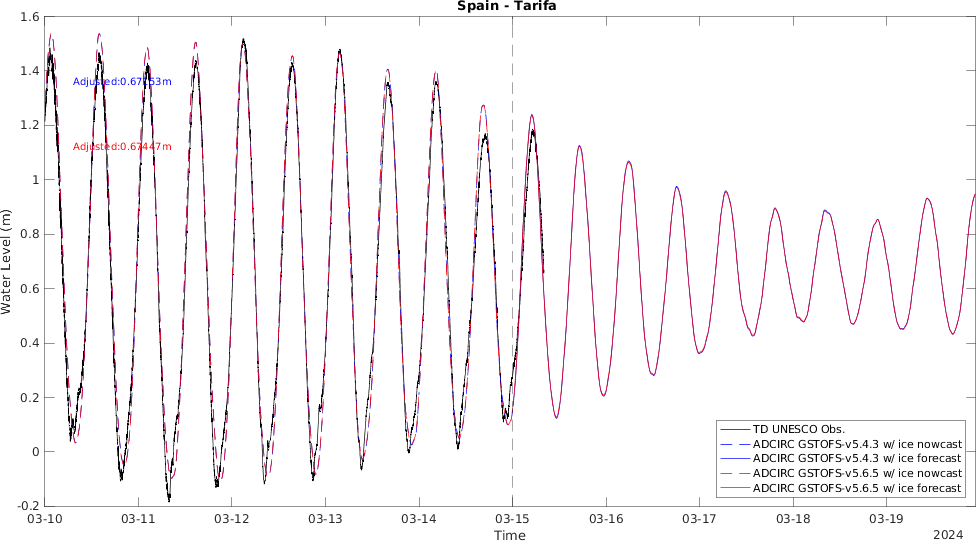 Spain - Tarifa
1.6
1.4
1.2
1
0.8
0.6
0.4
0.2
0
-0.2
Water Level (m)
Adjusted:0.67447m
TD UNESCO Obs.
ADCIRC GSTOFS-v5.4.3 w/ ice nowcast
ADCIRC GSTOFS-v5.4.3 w/ ice forecast
ADCIRC GSTOFS-v5.6.5 w/ ice nowcast
ADCIRC GSTOFS-v5.6.5 w/ ice forecast
03-10
03-11
03-12
03-13
03-14
03-15
03-16
03-17
03-18
03-19
Time
2024